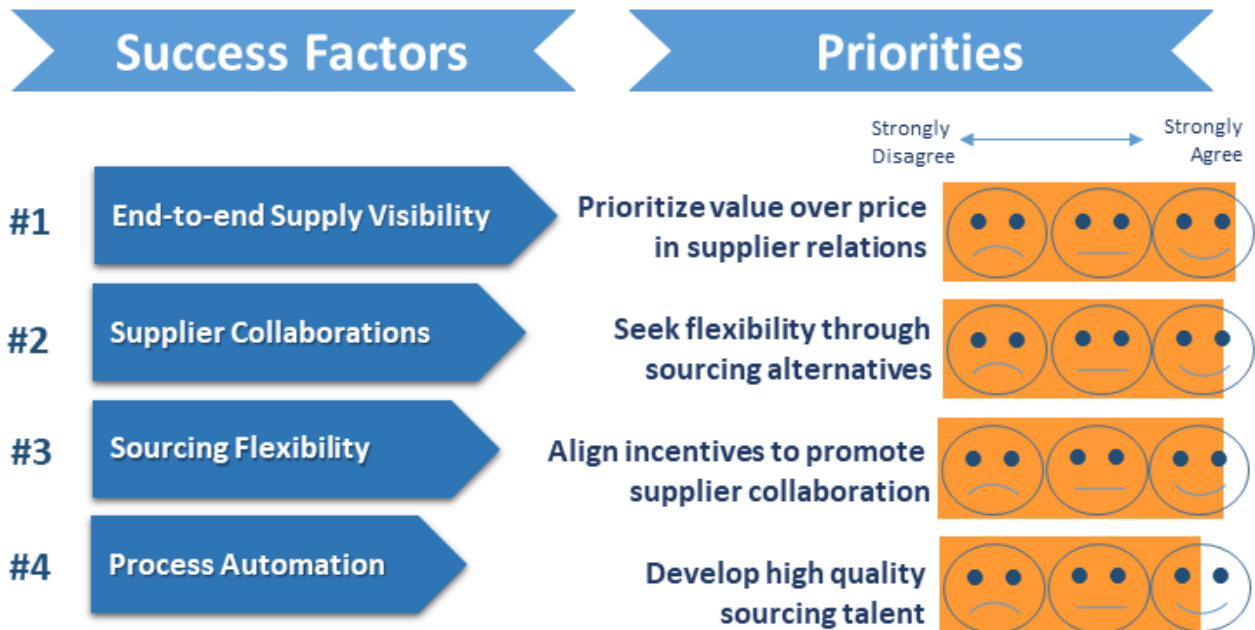 Success Factors
Priorities
Strongly
Disagree
Strongly
Agree
#1
End-to-end Supply Visibility
Prioritize value over price
in supplier relations
#2
Supplier Collaborations
Seek flexibility through
sourcing alternatives
#3
Sourcing Flexibility
Align incentives to promote
supplier collaboration
#4
Process Automation
Develop high quality
sourcing talent